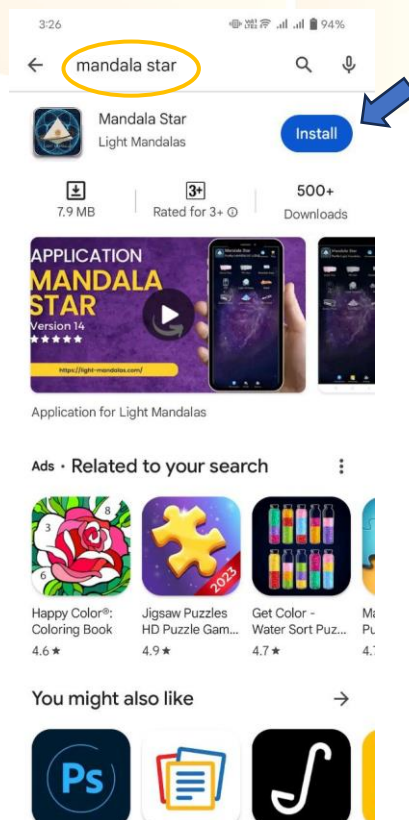 3:26
94%
mandala star
Mandala Star
Light Mandalas
Install
7.9 MB
3+
Rated for 3+
500+
Downloads
APPLICATION
MANDALA
STAR
Version 14
https://light-mandalas.com/
Application for Light Mandalas
Ads · Related to your search
8
3
6
2023
Happy Color®:
Coloring Book
4.6★
Jigsaw Puzzles
HD Puzzle Gam...
4.9★
Get Color -
Water Sort Puz...
4.7★
You might also like
Ps